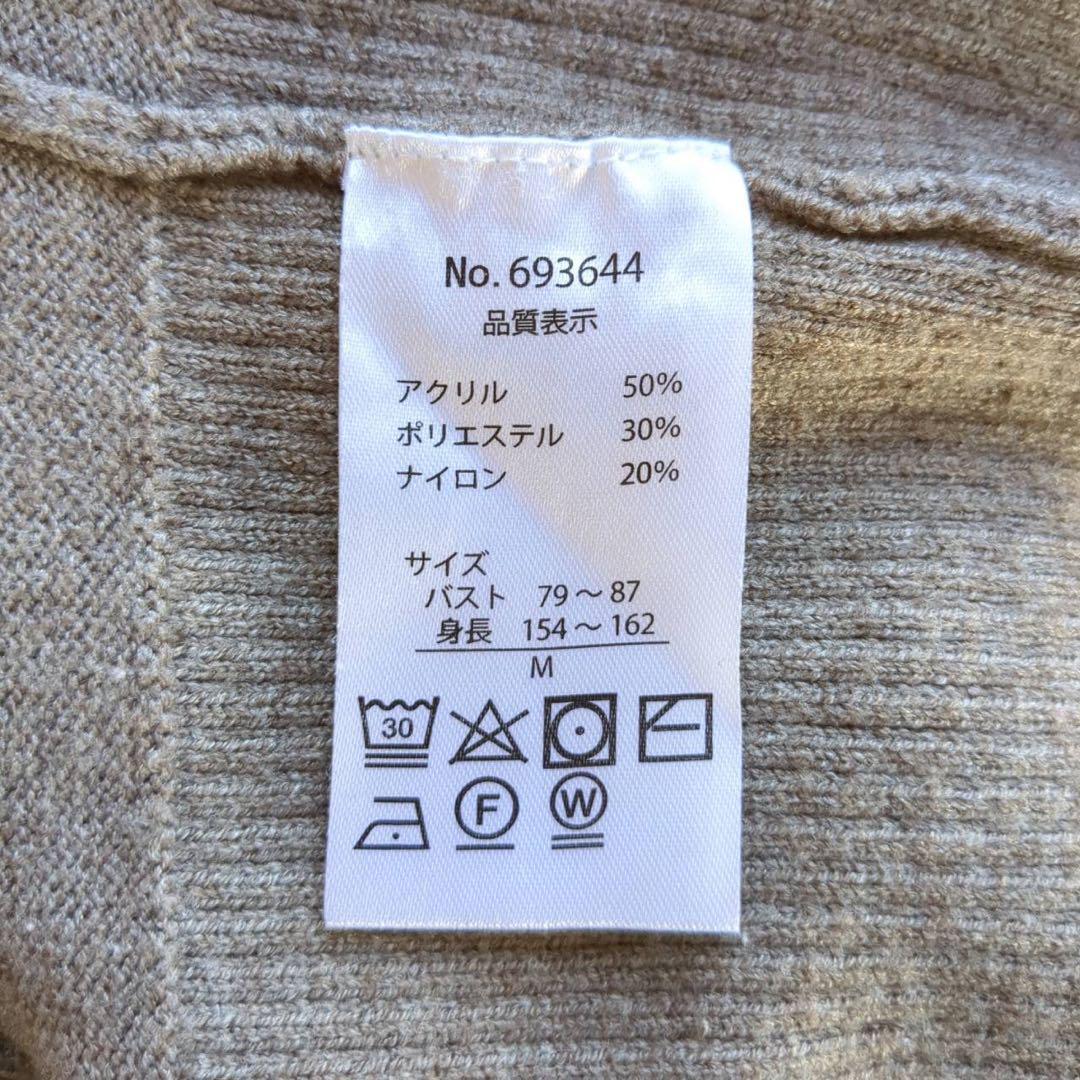 No. 693644
品質表示
アクリル 50%
ポリエステル 30%
ナイロン 20%
サイズ
バスト 79～87
身長 154～162
M
30
F W